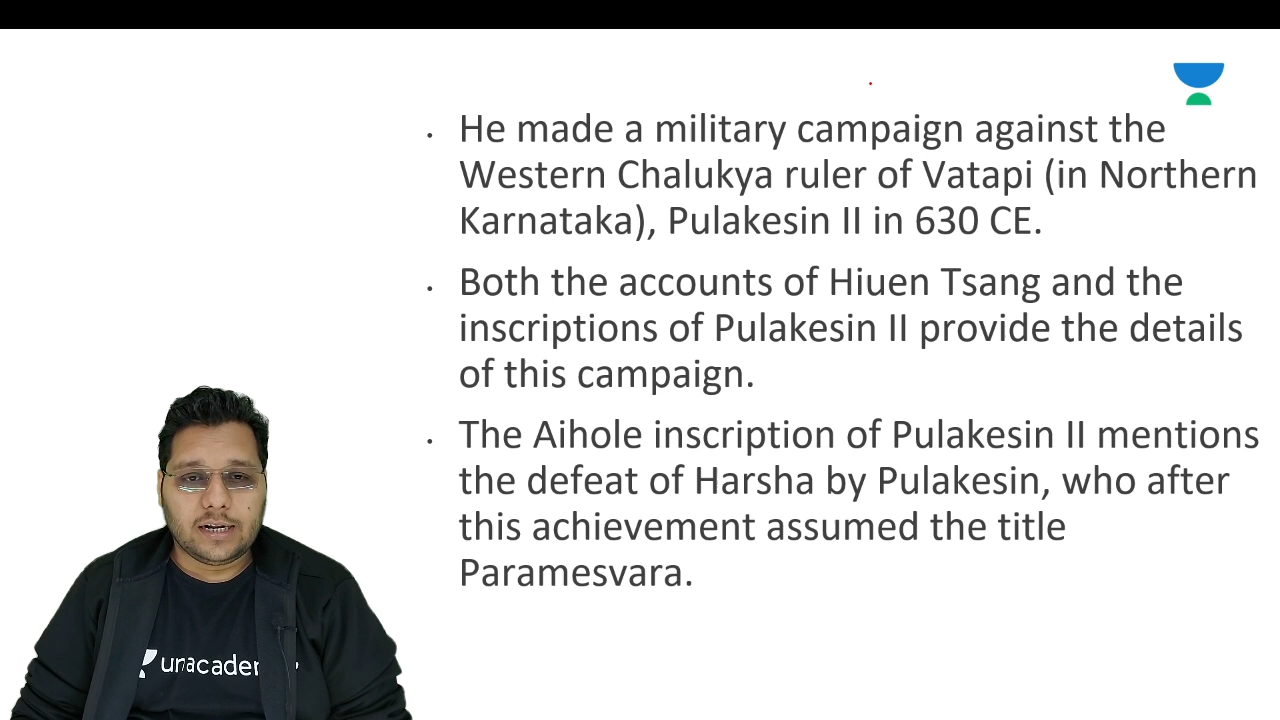 He made a military campaign against the
Western Chalukya ruler of Vatapi (in Northern
Karnataka), Pulakesin II in 630 CE.
Both the accounts of Hiuen Tsang and the
inscriptions of Pulakesin II provide the details
of this campaign.
The Aihole inscription of Pulakesin II mentions
the defeat of Harsha by Pulakesin, who after
this achievement assumed the title
Paramesvara.
unacader